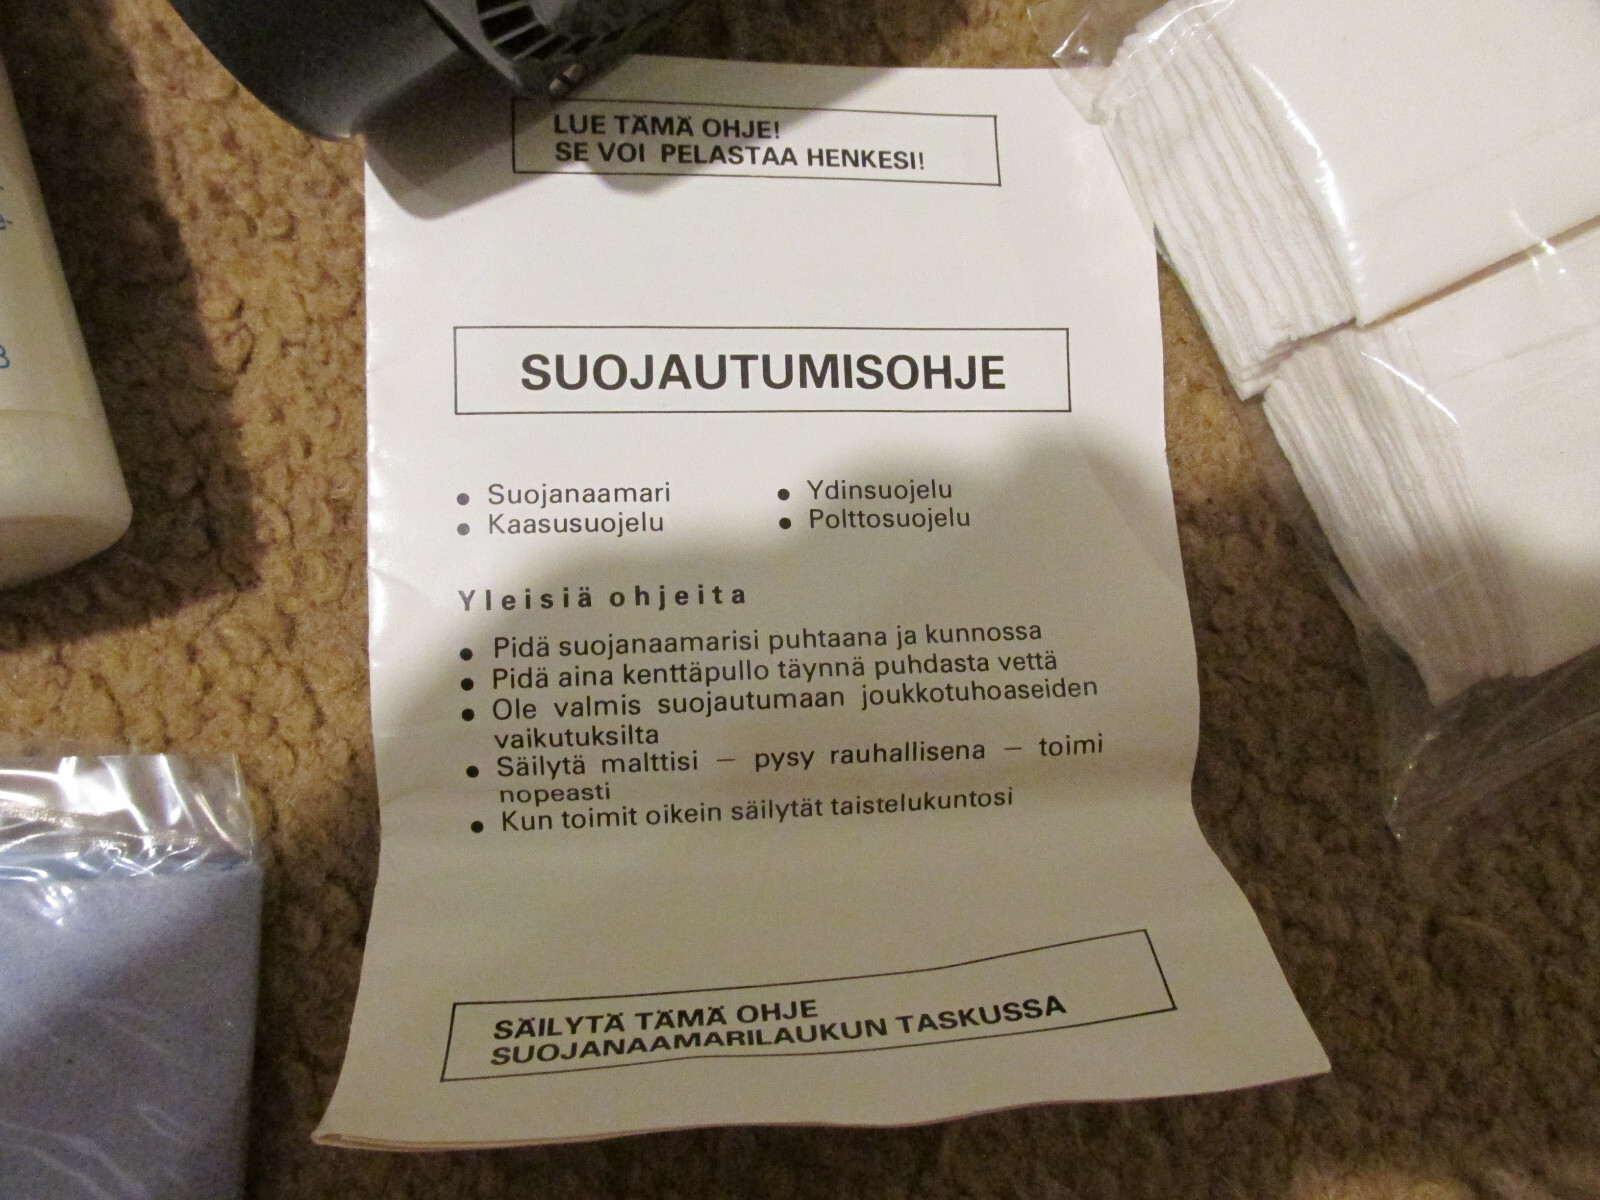 LUE TÄMÄ OHJE!
SE VOI PELASTAA HENKESI!
SUOJAUTUMISOHJE
• Suojanaamari
• Kaasusuojelu
• Ydinsuojelu
• Polttosuojelu
Yleisiä ohjeita
• Pidä suojanaamarisi puhtaana ja kunnossa
• Pidä aina kenttäpullo täynnä puhdasta vettä
• Ole valmis suojautumaan joukkotuhoaseiden
vaikutuksilta
• Säilytä malttisi – pysy rauhallisena – toimi
nopeasti
• Kun toimit oikein säilytät taistelukuntosi
SÄILYTÄ TÄMÄ OHJE
SUOJANAAMARILAUKUN TASKUSSA